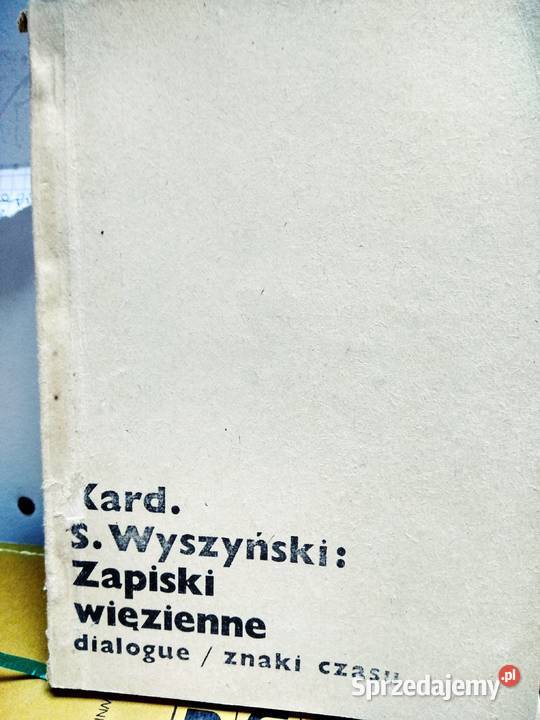 Kard.
S. Wyszyński:
Zapiski
więzienne
dialogue / znaki czasu
Sprzedajemy.pl